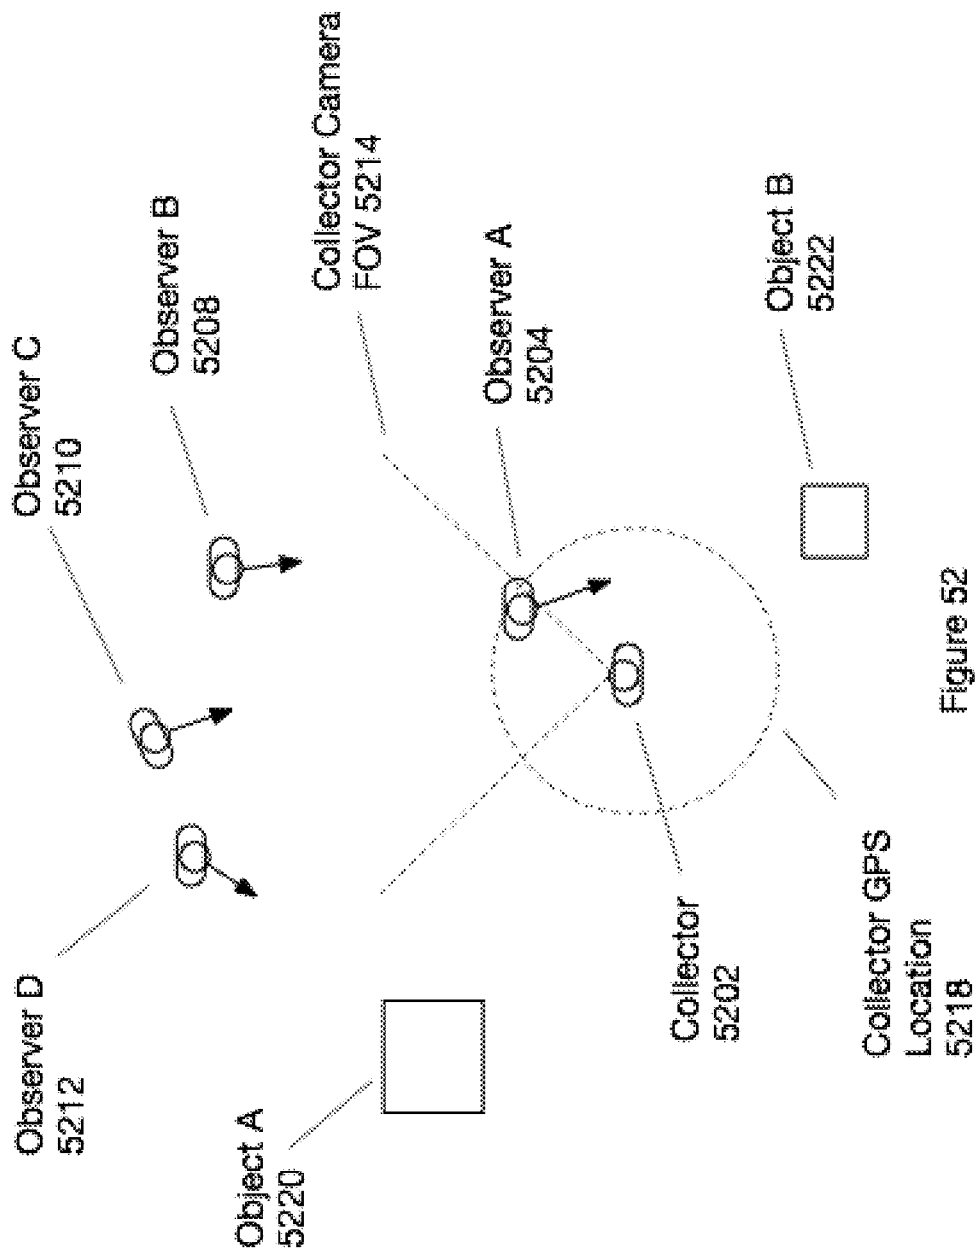 Observer C
5210
Observer D
5212
Observer B
5208
Object A
5220
Collector Camera
FOV 5214
Observer A
5204
Collector
5202
Object B
5222
Collector GPS
Location
5218
Figure 52